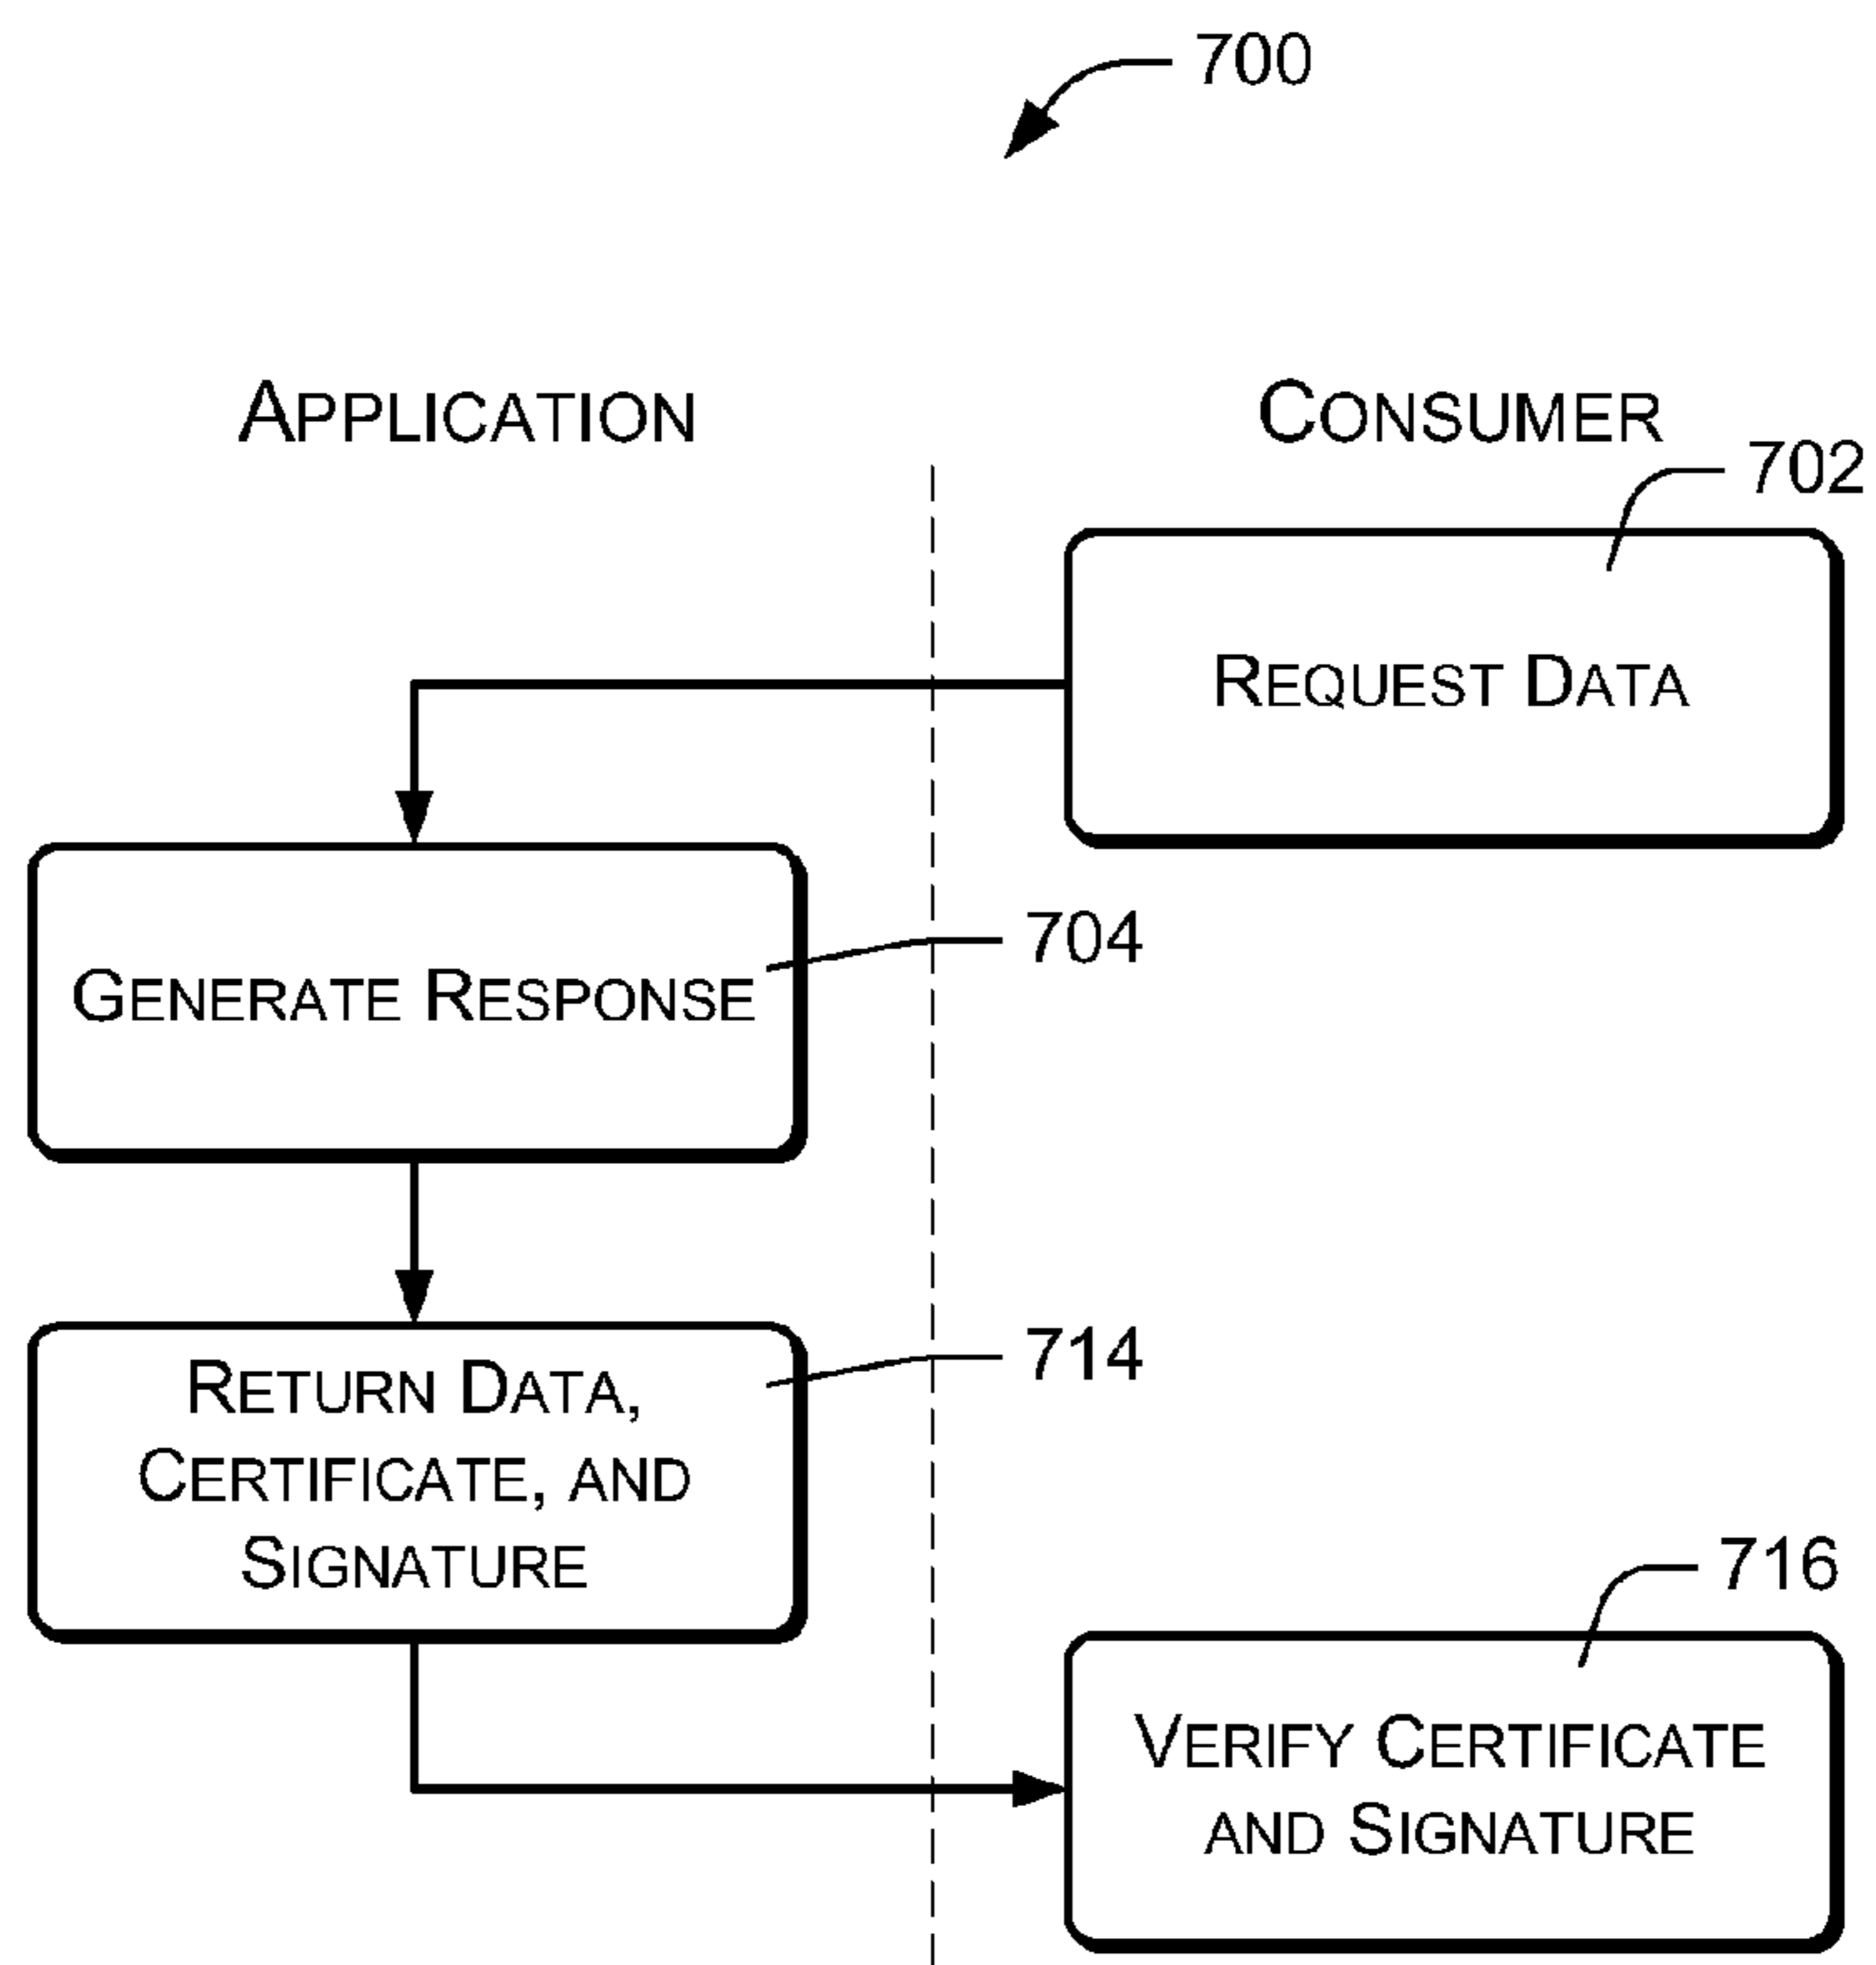 700
APPLICATION
CONSUMER
702
REQUEST DATA
GENERATE RESPONSE
704
RETURN DATA,
CERTIFICATE, AND
SIGNATURE
714
716
VERIFY CERTIFICATE
AND SIGNATURE